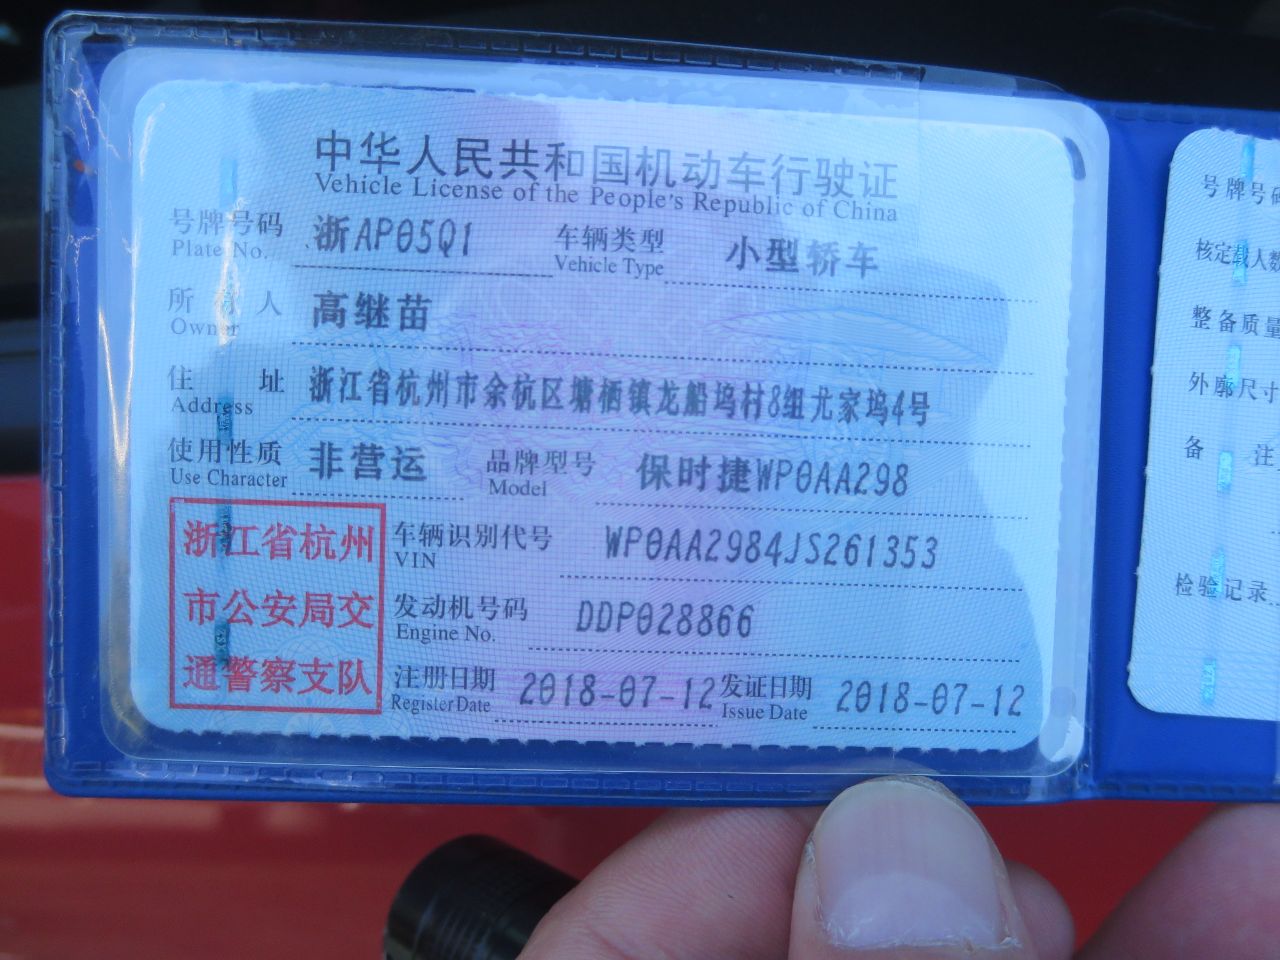 中华人民共和国机动车行驶证
Vehicle License of the People's Republic of China
号牌号码 浙AP05Q1 车辆类型 小型轿车
Plate No. Vehicle Type
所有人 高继苗
Owner
住址 浙江省杭州市余杭区塘栖镇龙船坞村8组尤家坞4号
Address
使用性质 非营运 品牌型号 保时捷WP0AA298
Use Character Model
浙江省杭州
市公安局交
通警察支队
车辆识别代号 WP0AA2984JS261353
VIN
发动机号码 DDP028866
Engine No.
注册日期 2018-07-12 发证日期 2018-07-12
Register Date Issue Date
号牌号码
核定载人数
整备质量
外廓尺寸
备注
检验记录